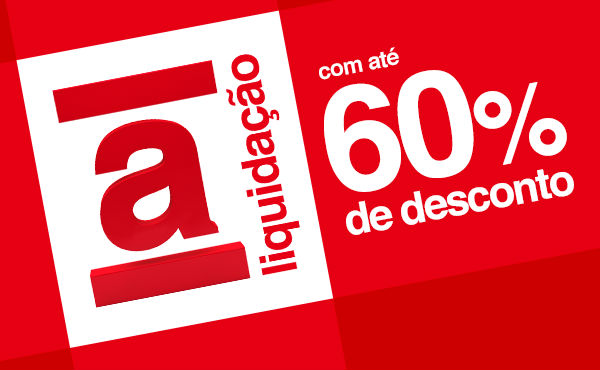 a
liquidação
com até
60%
de desconto